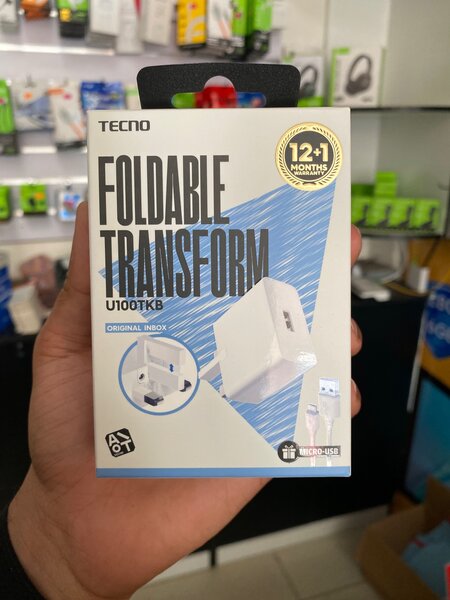 TECNO
12+1
MONTHS
WARRANTY
FOLDABLE
TRANSFORM
U100TKB
ORIGINAL INBOX
MICRO-USB